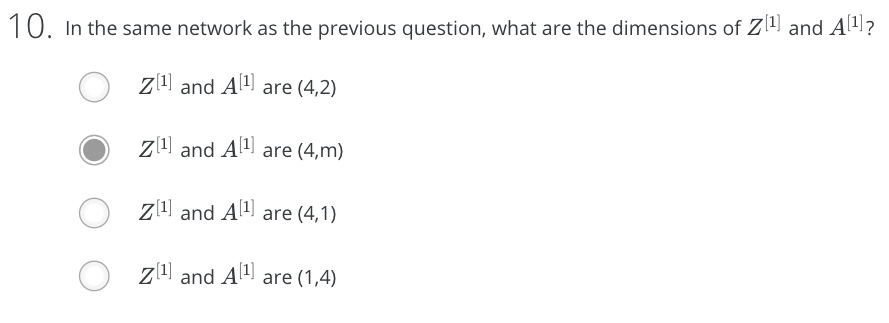 10. In the same network as the previous question, what are the dimensions of Z^[1] and A^[1]?
Z^[1] and A^[1] are (4,2)
Z^[1] and A^[1] are (4,m)
Z^[1] and A^[1] are (4,1)
Z^[1] and A^[1] are (1,4)